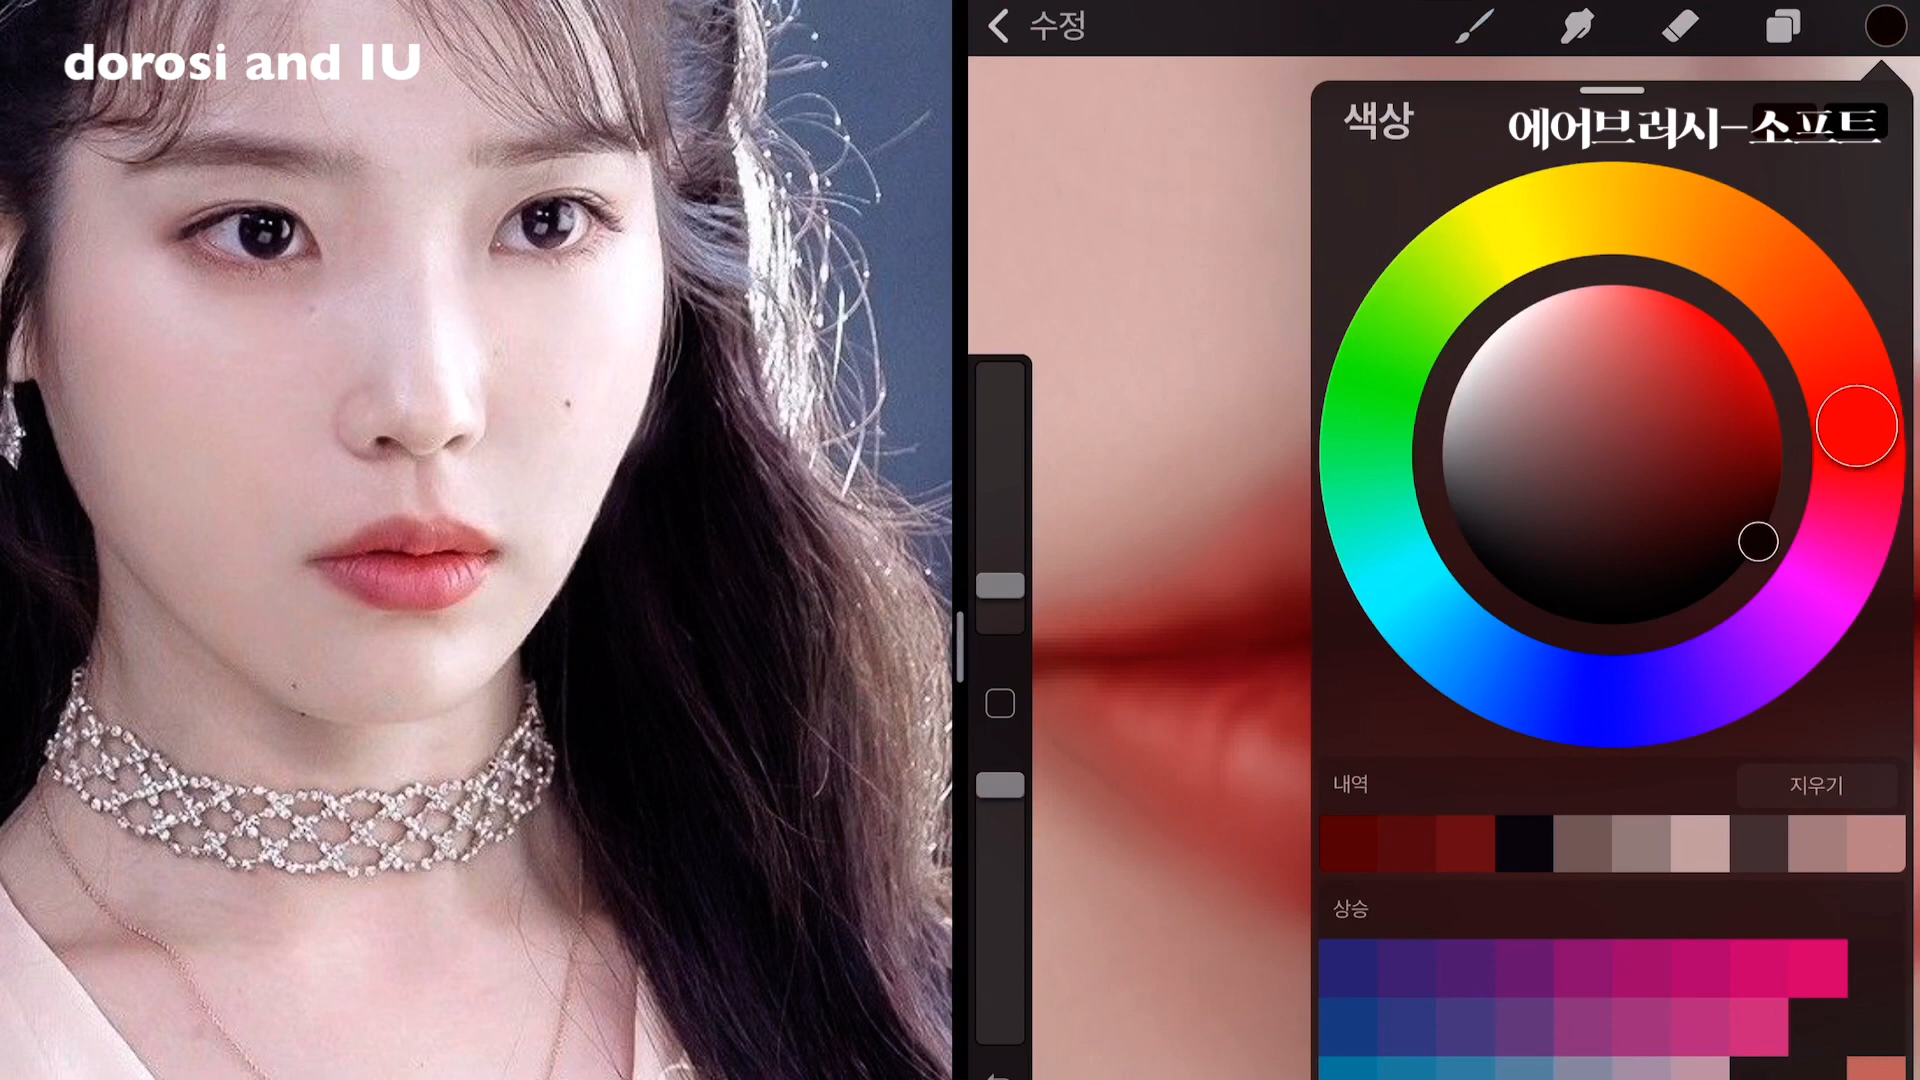 dorosi and IU
수정
색상
에어브러시-소프트
내역
지우기
상승